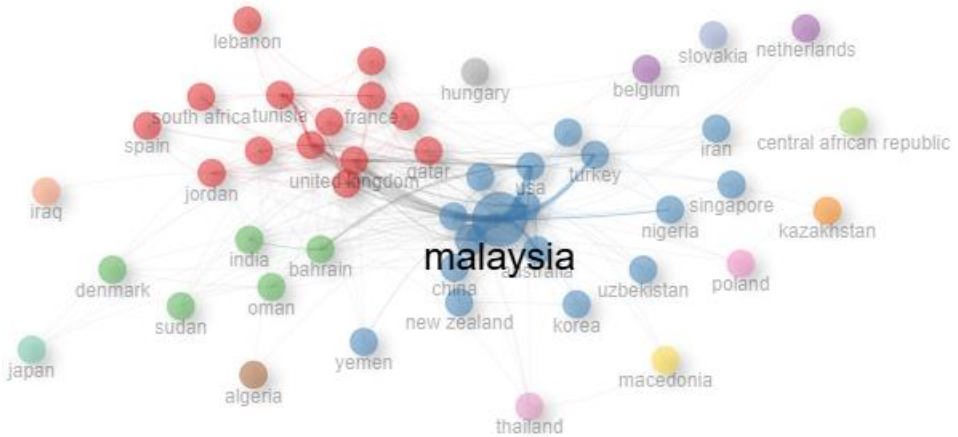 lebanon
netherlands
slovakia
belgium
hungary
south africa
tunisia
france
central african republic
iran
spain
qatar
turkey
usa
united kingdom
jordan
singapore
iraq
nigeria
kazakhstan
india
bahrain
malaysia
australia
poland
denmark
china
uzbekistan
oman
sudan
new zealand
korea
yemen
japan
macedonia
algeria
thailand